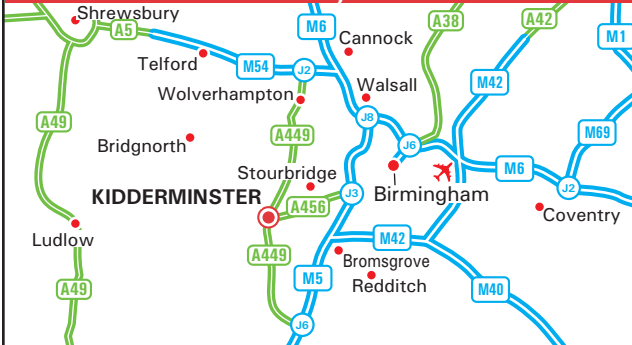 Shrewsbury
A5
M6
A38
A42
M1
Cannock
Telford
M54
J2
Walsall
M42
Wolverhampton
A49
J8
A449
M69
Bridgnorth
J6
Stourbridge
M6
J2
KIDDERMINSTER
A456
J3
Birmingham
Coventry
Ludlow
M42
A449
Bromsgrove
A49
M5
Redditch
M40
J6